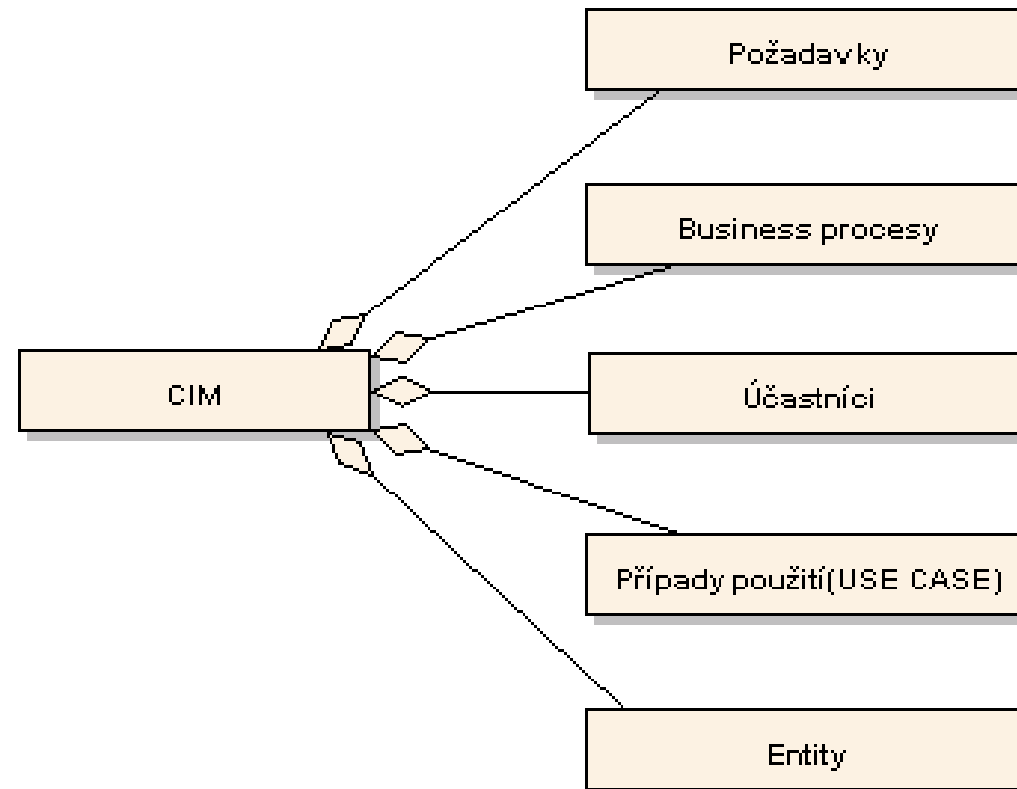 Požadavky
Business procesy
CIM
Účastníci
Případy použití(USE CASE)
Entity